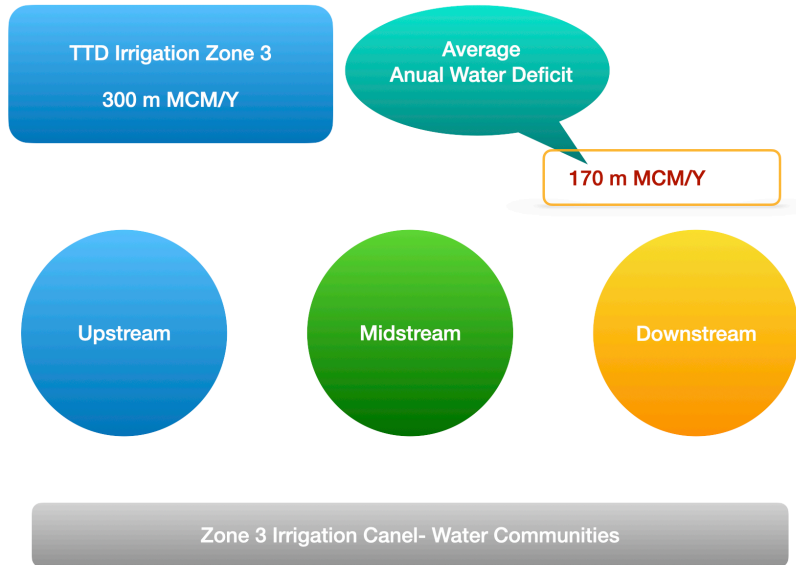 TTD Irrigation Zone 3
300 m MCM/Y
Average
Anual Water Deficit
170 m MCM/Y
Upstream
Midstream
Downstream
Zone 3 Irrigation Canel- Water Communities